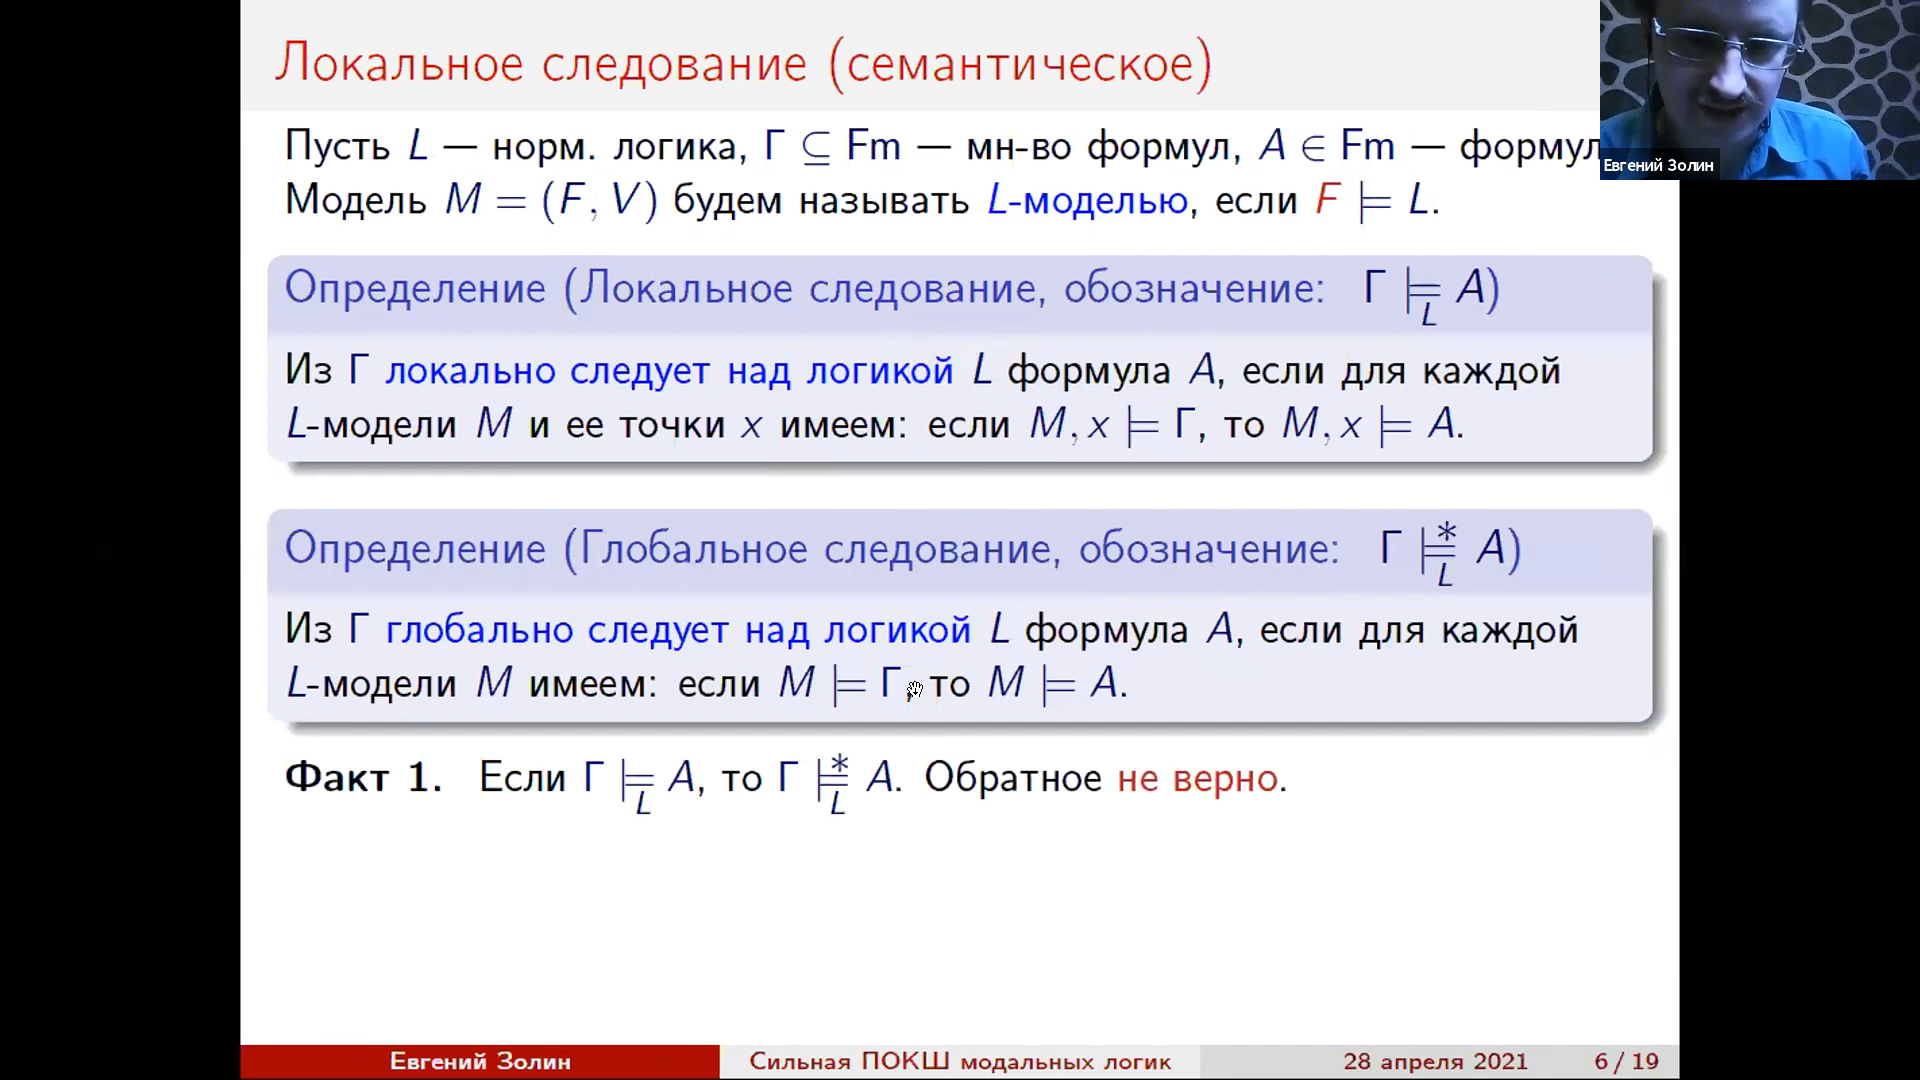 Локальное следование (семантическое)
Пусть L — норм. логика, Γ ⊆ Fm — мн-во формул, A ∈ Fm — формул
Модель M = (F, V) будем называть L-моделью, если F ⊨ L.
Определение (Локальное следование, обозначение: Γ ⊨_L A)
Из Γ локально следует над логикой L формула A, если для каждой
L-модели M и ее точки x имеем: если M, x ⊨ Γ, то M, x ⊨ A.
Определение (Глобальное следование, обозначение: Γ ⊨*_L A)
Из Γ глобально следует над логикой L формула A, если для каждой
L-модели M имеем: если M ⊨ Γ, то M ⊨ A.
Факт 1. Если Γ ⊨_L A, то Γ ⊨*_L A. Обратное не верно.
Евгений Золин
Евгений Золин Сильная ПОКШ модальных логик 28 апреля 2021 6 / 19